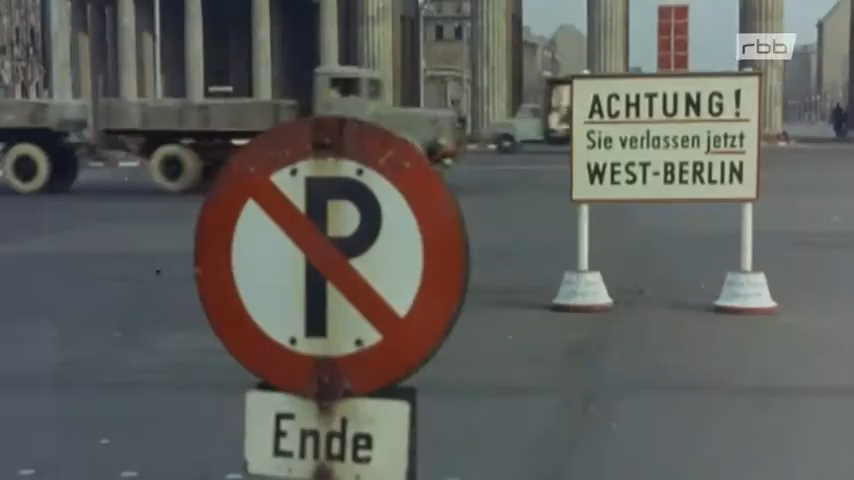 rbb
ACHTUNG!
Sie verlassen jetzt
WEST-BERLIN
P
Ende